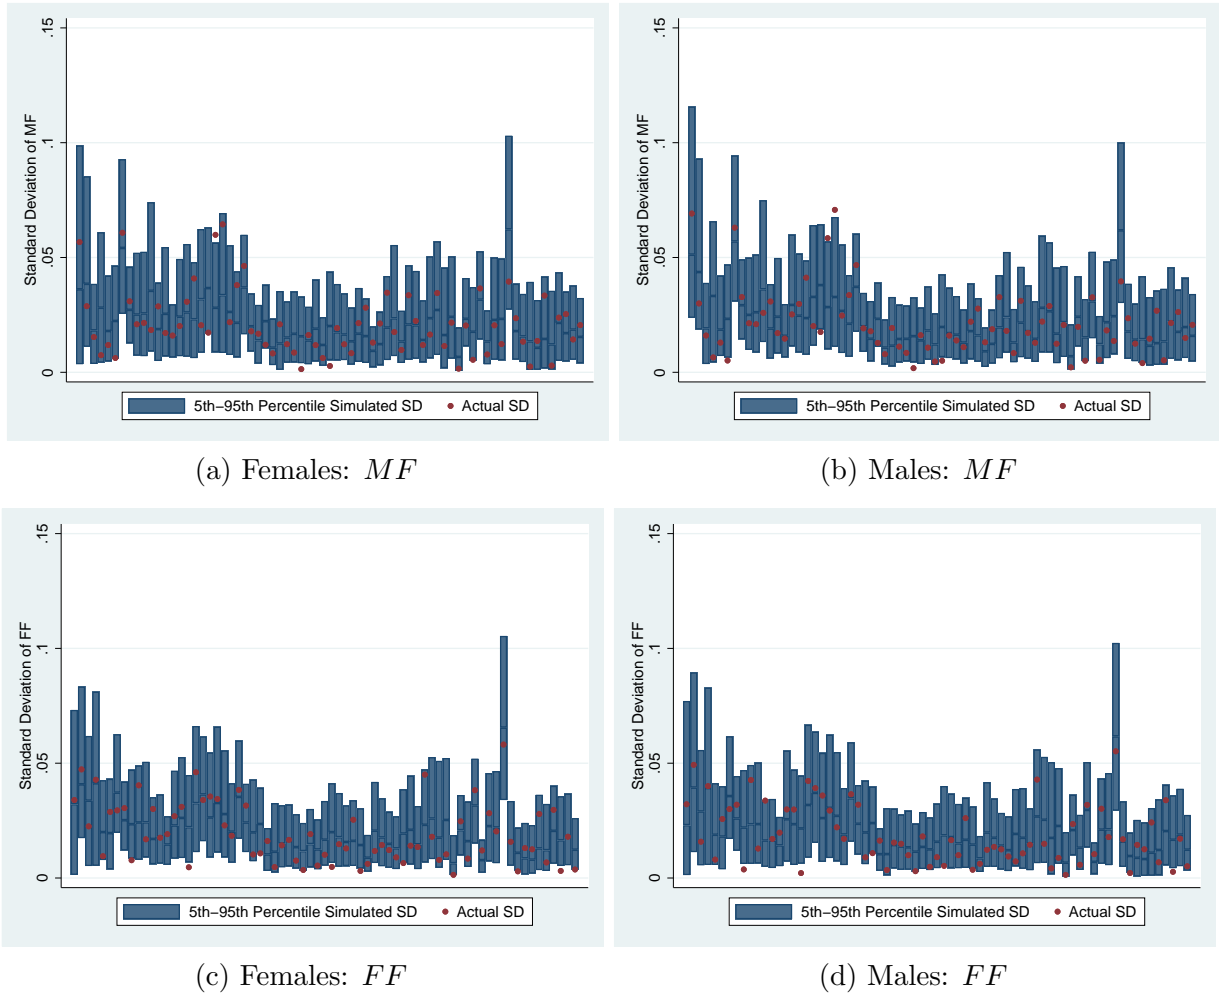 Standard Deviation of MF
.15
.1
.05
0
5th−95th Percentile Simulated SD
Actual SD
(a) Females: MF
Standard Deviation of MF
.15
.1
.05
0
5th−95th Percentile Simulated SD
Actual SD
(b) Males: MF
Standard Deviation of FF
.15
.1
.05
0
5th−95th Percentile Simulated SD
Actual SD
(c) Females: FF
Standard Deviation of FF
.15
.1
.05
0
5th−95th Percentile Simulated SD
Actual SD
(d) Males: FF